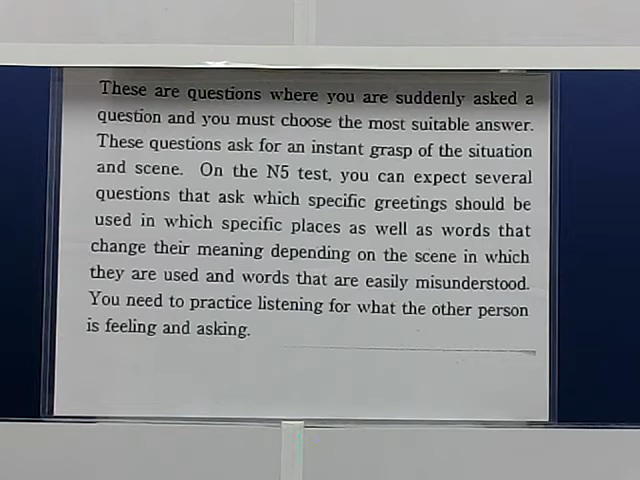 These are questions where you are suddenly asked a
question and you must choose the most suitable answer.
These questions ask for an instant grasp of the situation
and scene. On the N5 test, you can expect several
questions that ask which specific greetings should be
used in which specific places as well as words that
change their meaning depending on the scene in which
they are used and words that are easily misunderstood.
You need to practice listening for what the other person
is feeling and asking.